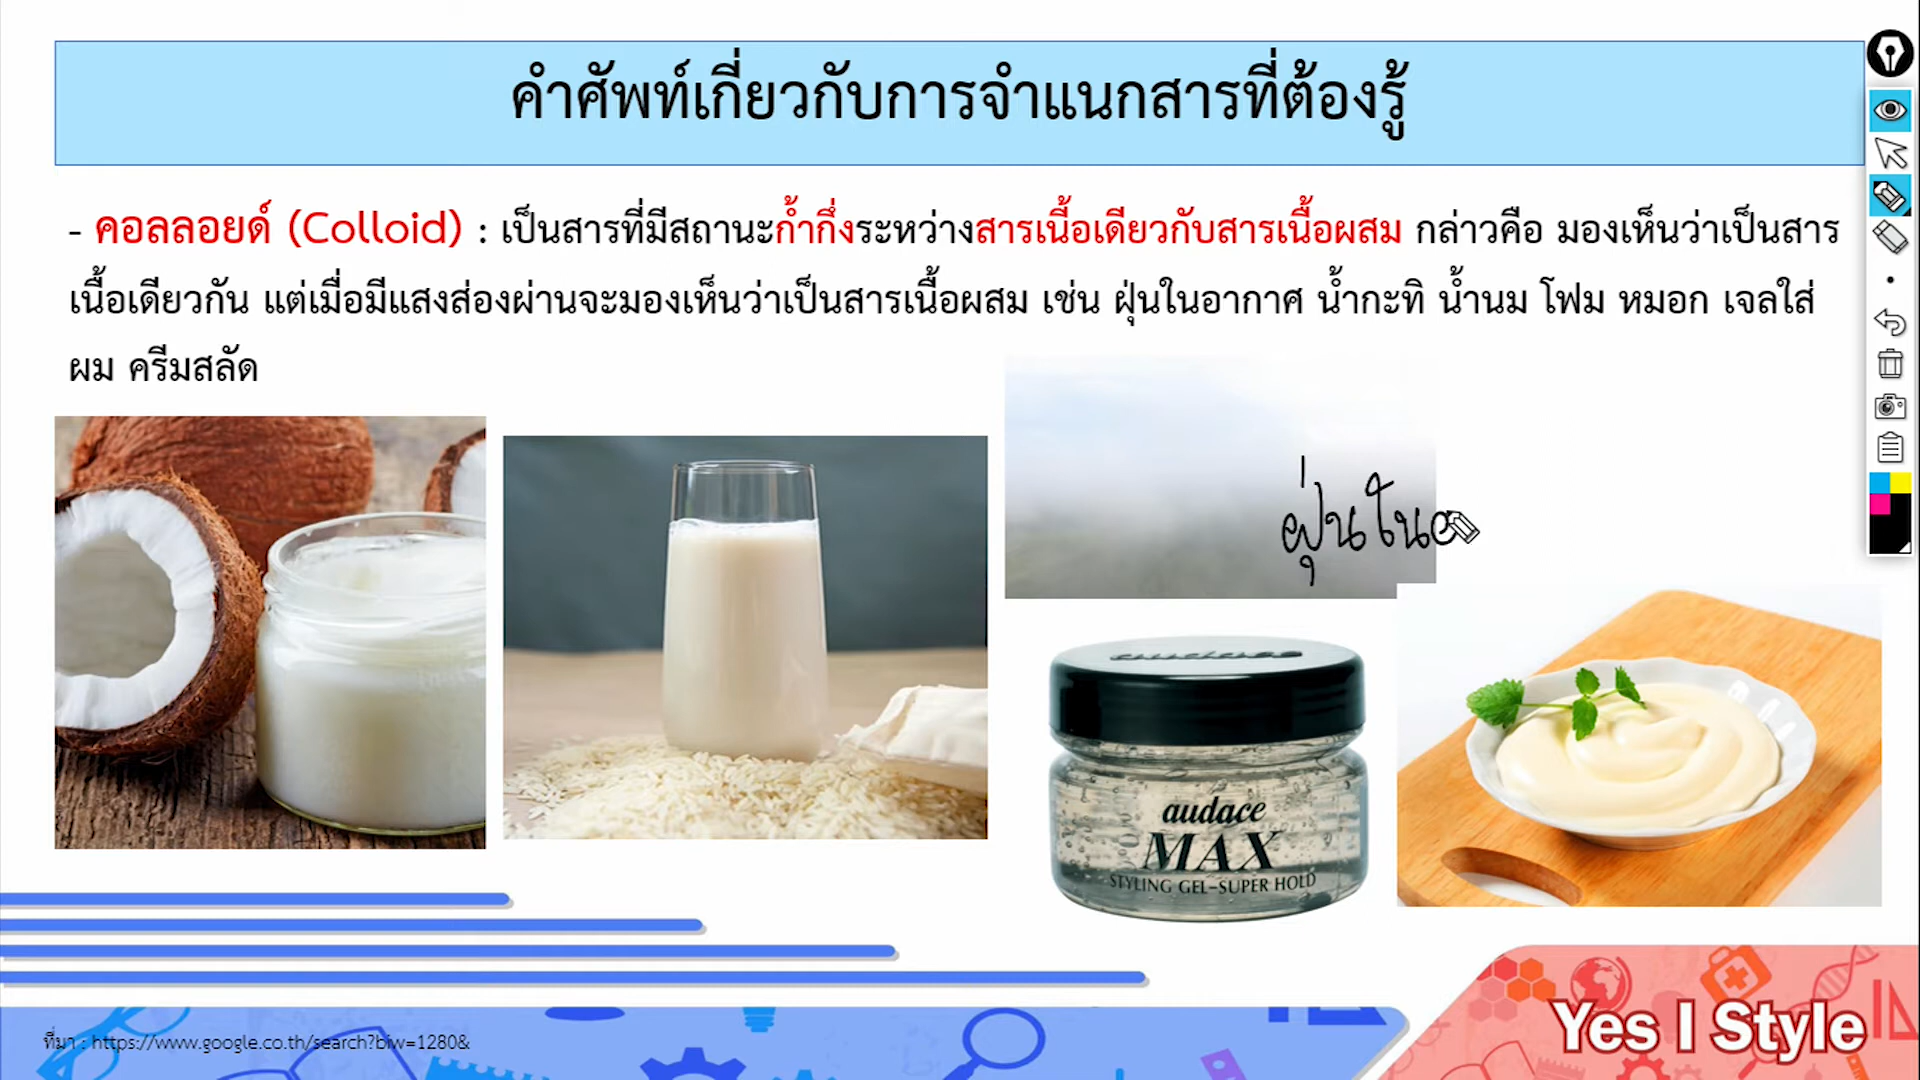 คำศัพท์เกี่ยวกับการจำแนกสารที่ต้องรู้
- คอลลอยด์ (Colloid) : เป็นสารที่มีสถานะก้ำกึ่งระหว่างสารเนื้อเดียวกับสารเนื้อผสม กล่าวคือ มองเห็นว่าเป็นสาร
เนื้อเดียวกัน แต่เมื่อมีแสงส่องผ่านจะมองเห็นว่าเป็นสารเนื้อผสม เช่น ฝุ่นในอากาศ น้ำกะทิ น้ำนม โฟม หมอก เจลใส่
ผม ครีมสลัด
ฝุ่นในอ
audace
audace
MAX
STYLING GEL-SUPER HOLD
ที่มา : https://www.google.co.th/search?biw=1280&
Yes I Style